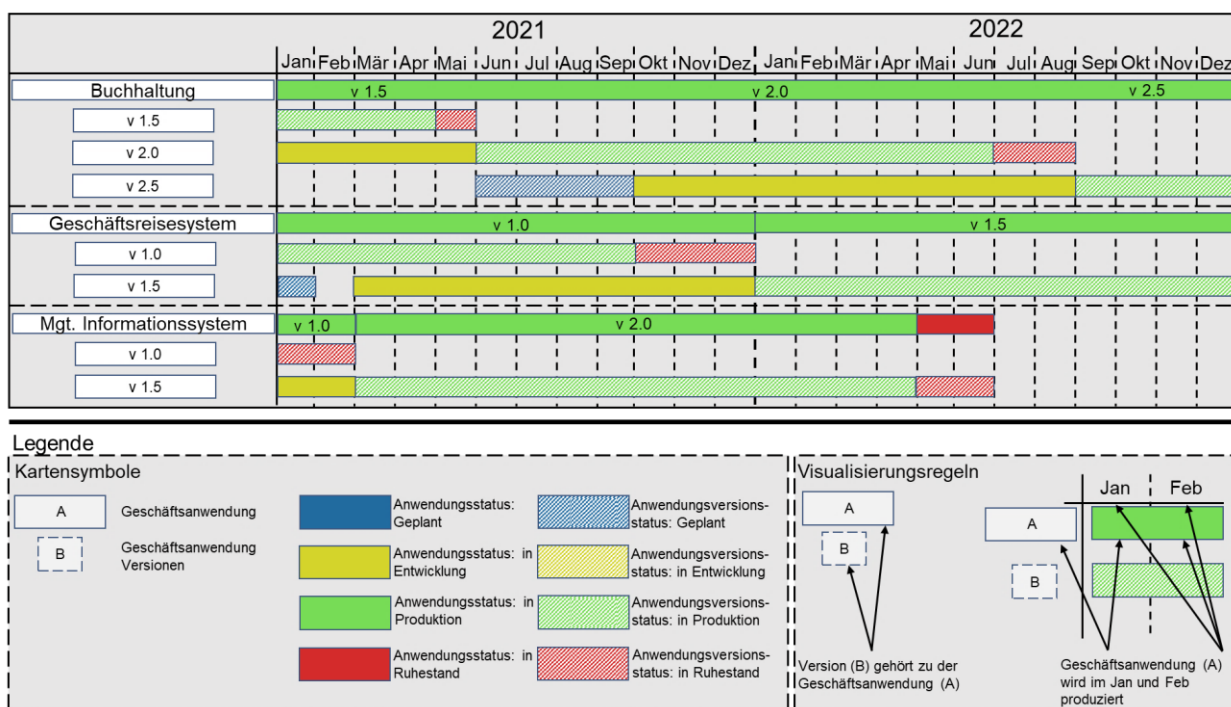 2021 2022
Jan Feb Mär Apr Mai Jun Jul Aug Sep Okt Nov Dez Jan Feb Mär Apr Mai Jun Jul Aug Sep Okt Nov Dez
Buchhaltung v 1.5 v 2.0 v 2.5
v 1.5
v 2.0
v 2.5
Geschäftsreisesystem v 1.0 v 1.5
v 1.0
v 1.5
Mgt. Informationssystem v 1.0 v 2.0
v 1.0
v 1.5
Legende
Kartensymbole
A Geschäftsanwendung
B Geschäftsanwendung
Versionen
Anwendungsstatus:
Geplant
Anwendungsstatus: in
Entwicklung
Anwendungsstatus: in
Produktion
Anwendungsstatus: in
Ruhestand
Anwendungsversions-
status: Geplant
Anwendungsversions-
status: in Entwicklung
Anwendungsversions-
status: in Produktion
Anwendungsversions-
status: in Ruhestand
Visualisierungsregeln
A
B
Version (B) gehört zu der
Geschäftsanwendung (A)
Jan Feb
A
B
Geschäftsanwendung (A)
wird im Jan und Feb
produziert